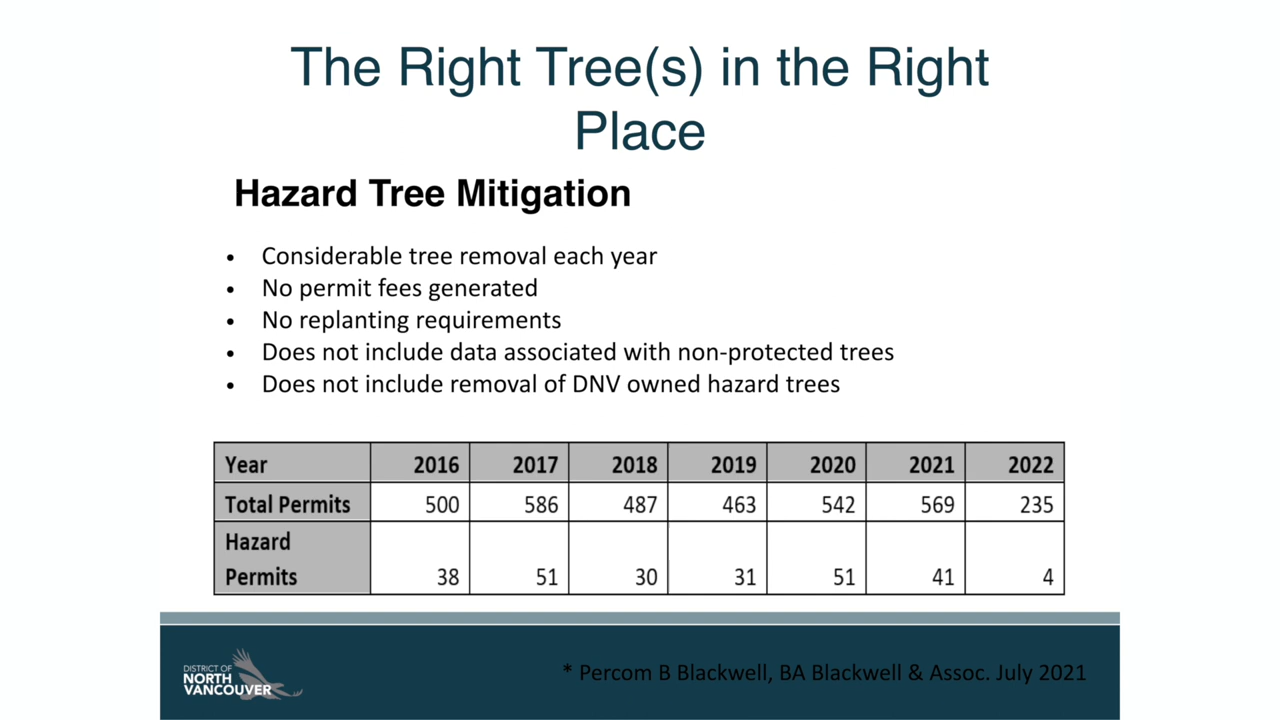 The Right Tree(s) in the Right
Place
Hazard Tree Mitigation
• Considerable tree removal each year
• No permit fees generated
• No replanting requirements
• Does not include data associated with non-protected trees
• Does not include removal of DNV owned hazard trees
Year 2016 2017 2018 2019 2020 2021 2022
Total Permits 500 586 487 463 542 569 235
Hazard
Permits 38 51 30 31 51 41 4
DISTRICT OF
NORTH
VANCOUVER
* Percom B Blackwell, BA Blackwell & Assoc. July 2021